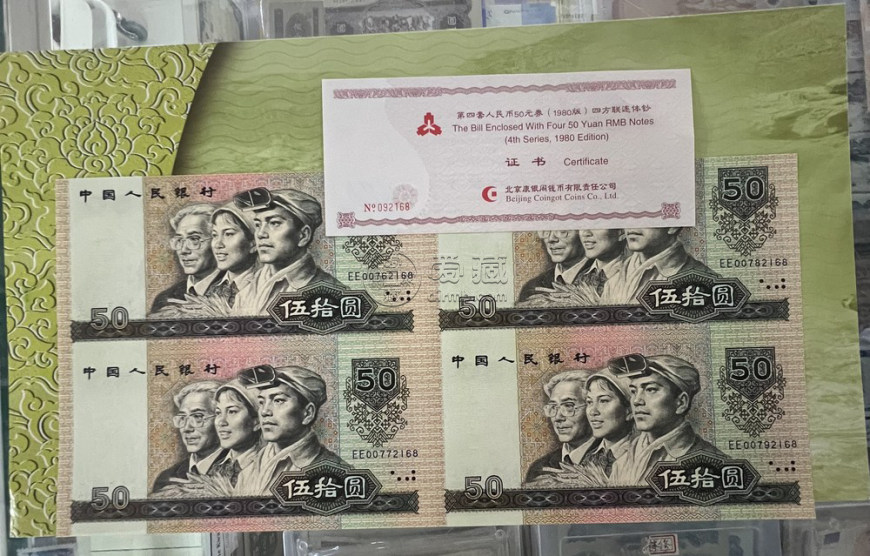 第四套人民币50元券（1980版）四方联连体钞
The Bill Enclosed With Four 50 Yuan RMB Notes
(4th Series, 1980 Edition)
证 书 Certificate
北京康银阁钱币有限责任公司
Beijing Coingot Coins Co., Ltd.
№092168
中国人民银行
EE00762168
50
伍拾圆
50
EE00782168
50
伍拾圆
爱藏
中国人民银行
50
EE00772168
50
伍拾圆
中国人民银行
50
EE00792168
50
伍拾圆